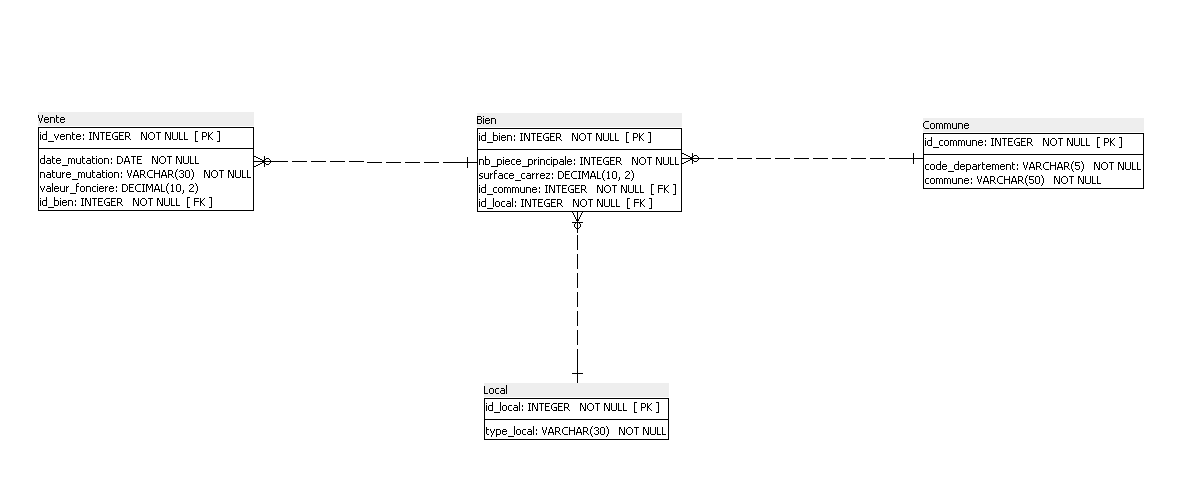 Vente
id_vente: INTEGER NOT NULL [ PK ]
date_mutation: DATE NOT NULL
nature_mutation: VARCHAR(30) NOT NULL
valeur_fonciere: DECIMAL(10, 2)
id_bien: INTEGER NOT NULL [ FK ]
Bien
id_bien: INTEGER NOT NULL [ PK ]
nb_piece_principale: INTEGER NOT NULL
surface_carrez: DECIMAL(10, 2)
id_commune: INTEGER NOT NULL [ FK ]
id_local: INTEGER NOT NULL [ FK ]
Commune
id_commune: INTEGER NOT NULL [ PK ]
code_departement: VARCHAR(5) NOT NULL
commune: VARCHAR(50) NOT NULL
Local
id_local: INTEGER NOT NULL [ PK ]
type_local: VARCHAR(30) NOT NULL